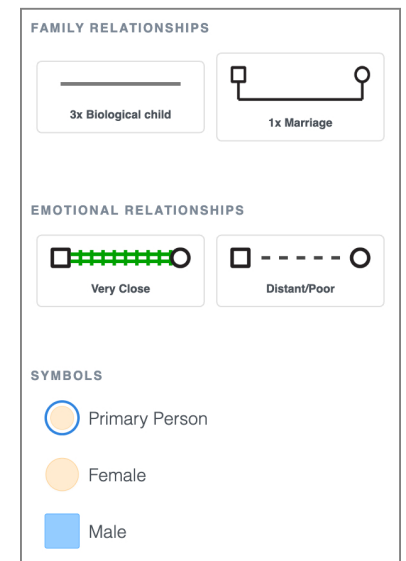 FAMILY RELATIONSHIPS
3x Biological child
1x Marriage
EMOTIONAL RELATIONSHIPS
Very Close
Distant/Poor
SYMBOLS
Primary Person
Female
Male